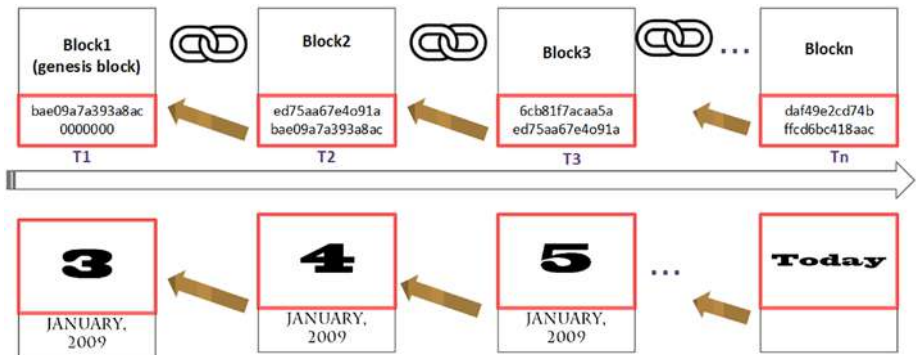 Block1
(genesis block)
Block2
Block3
...
Blockn
bae09a7a393a8ac
0000000
ed75aa67e4o91a
bae09a7a393a8ac
6cb81f7acaa5a
ed75aa67e4o91a
daf49e2cd74b
ffcd6bc418aac
T1
T2
T3
Tn
3
4
5
...
Today
JANUARY,
2009
JANUARY,
2009
JANUARY,
2009